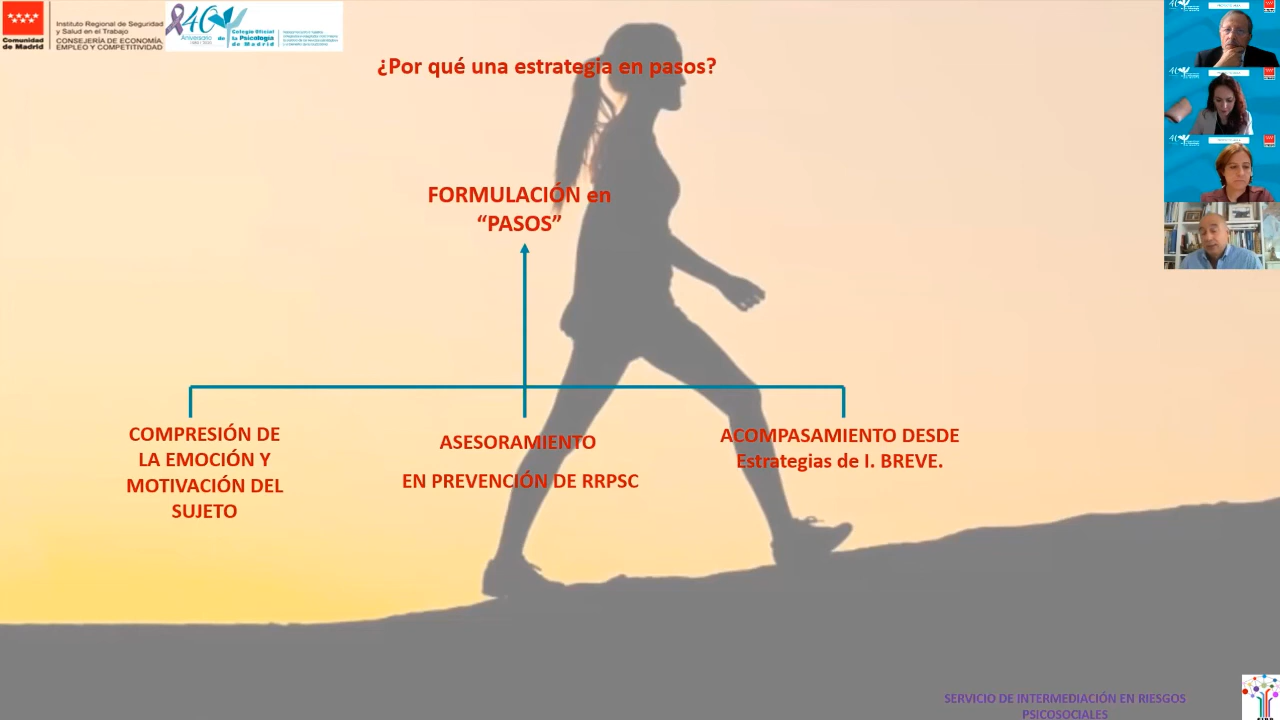 Comunidad
de Madrid
Instituto Regional de Seguridad
y Salud en el Trabajo
CONSEJERÍA DE ECONOMÍA,
EMPLEO Y COMPETITIVIDAD
40
Aniversario
Colegio Oficial
de la Psicología
de Madrid
¿Por qué una estrategia en pasos?
FORMULACIÓN en
“PASOS”
COMPRESIÓN DE
LA EMOCIÓN Y
MOTIVACIÓN DEL
SUJETO
ASESORAMIENTO
EN PREVENCIÓN DE RRPSC
ACOMPASAMIENTO DESDE
Estrategias de I. BREVE.
SERVICIO DE INTERMEDIACIÓN EN RIESGOS
PSICOSOCIALES